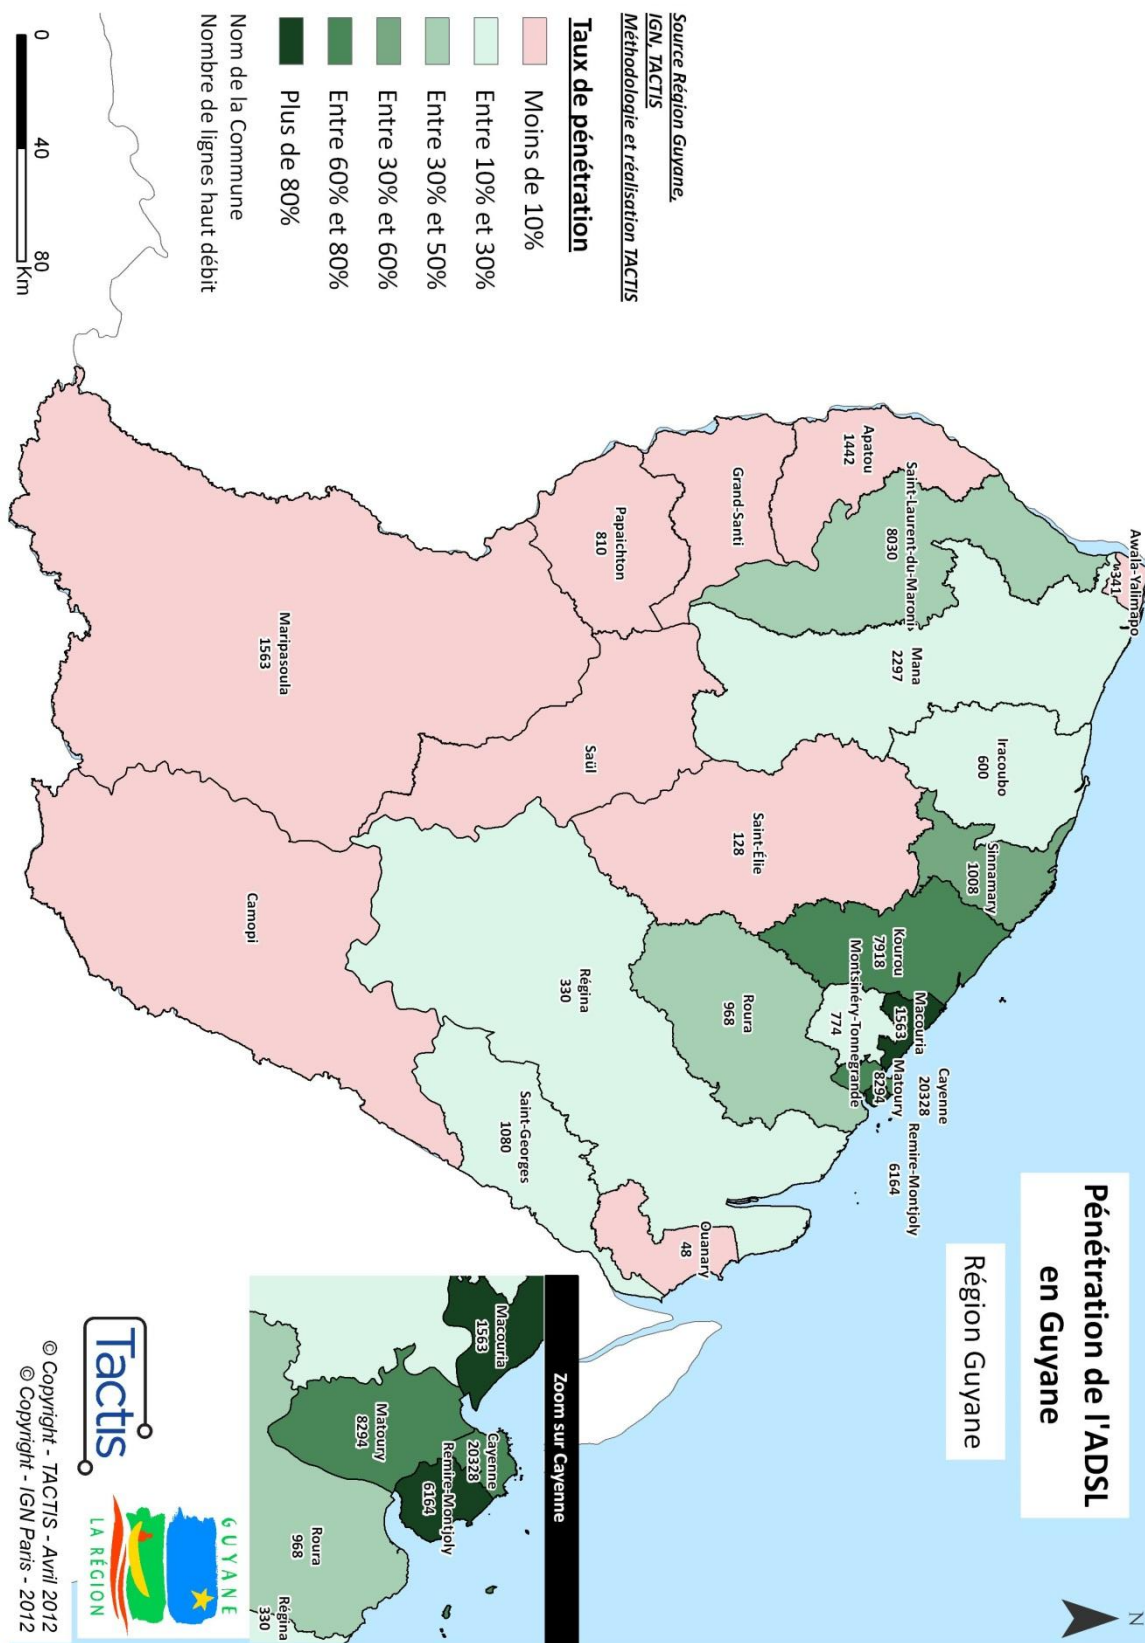 Pénétration de l'ADSL
en Guyane
Région Guyane
N
Source Région Guyane,
IGN, TACTIS
Méthodologie et réalisation TACTIS
Taux de pénétration
Moins de 10%
Entre 10% et 30%
Entre 30% et 50%
Entre 30% et 60%
Entre 60% et 80%
Plus de 80%
Nom de la Commune
Nombre de lignes haut débit
0
40
80
Km
Awala-Yalimapo
341
Apatou
1442
Saint-Laurent-du-Maroni
8030
Mana
2297
Iracoubo
600
Sinnamary
1008
Kourou
7918
Macouria
1563
Montsinéry-Tonnegrande
774
Matoury
8294
Cayenne
20328
Remire-Montjoly
6164
Grand-Santi
Papaichton
810
Maripasoula
1563
Saül
Saint-Élie
128
Roura
968
Régina
330
Camopi
Saint-Georges
1080
Ouanary
48
Zoom sur Cayenne
Macouria
1563
Matoury
8294
Cayenne
20328
Remire-Montjoly
6164
Roura
968
Régina
330
Tactis
GUYANE
LA RÉGION
© Copyright - TACTIS - Avril 2012
© Copyright - IGN Paris - 2012